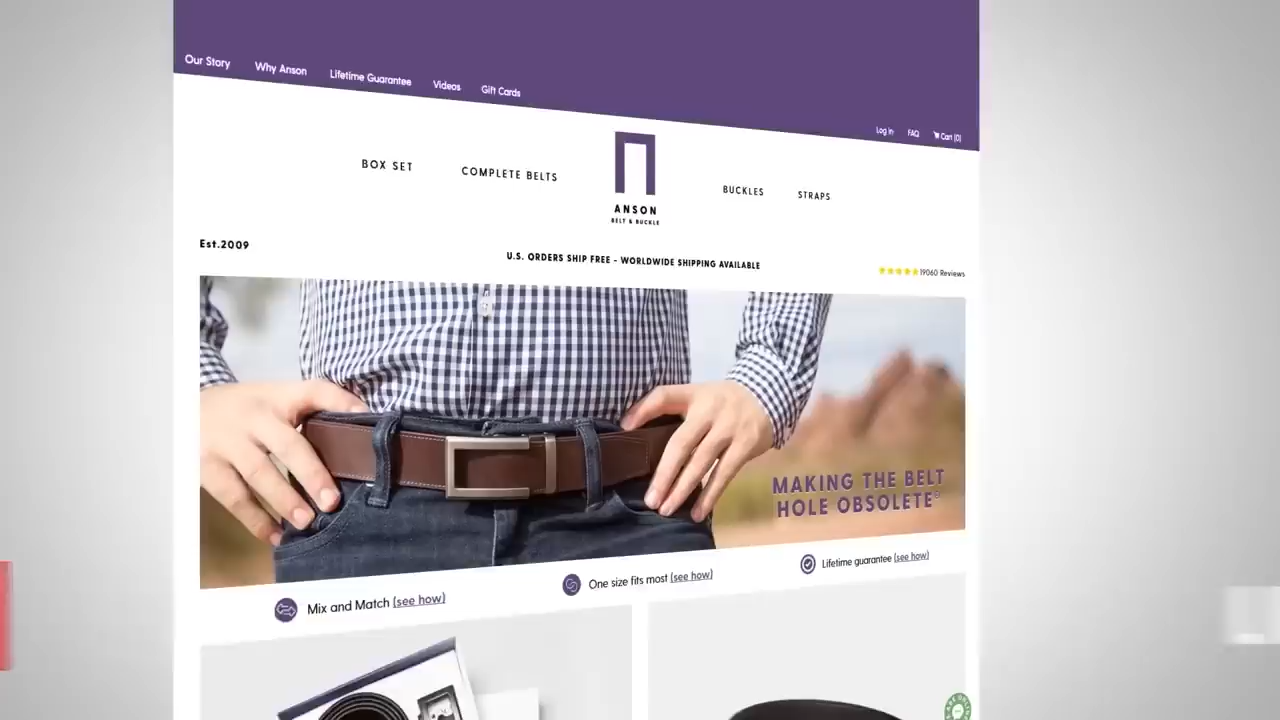 Our Story Why Anson Lifetime Guarantee Videos Gift Cards
Log in FAQ Cart (0)
BOX SET COMPLETE BELTS BUCKLES STRAPS
ANSON
BELT & BUCKLE
Est.2009
U.S. ORDERS SHIP FREE - WORLDWIDE SHIPPING AVAILABLE
19060 Reviews
MAKING THE BELT
HOLE OBSOLETE®
Mix and Match (see how)
One size fits most (see how)
Lifetime guarantee (see how)